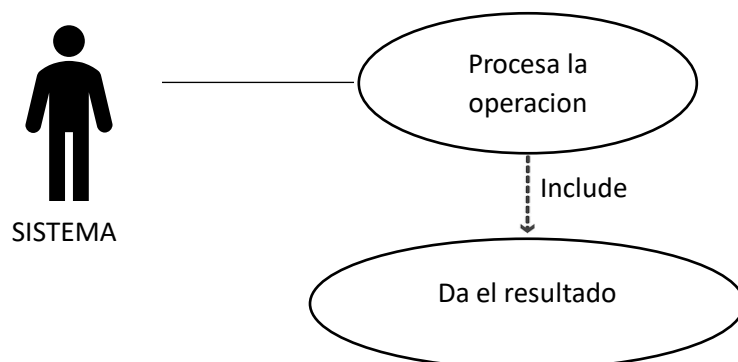 Procesa la
operacion
Include
SISTEMA
Da el resultado